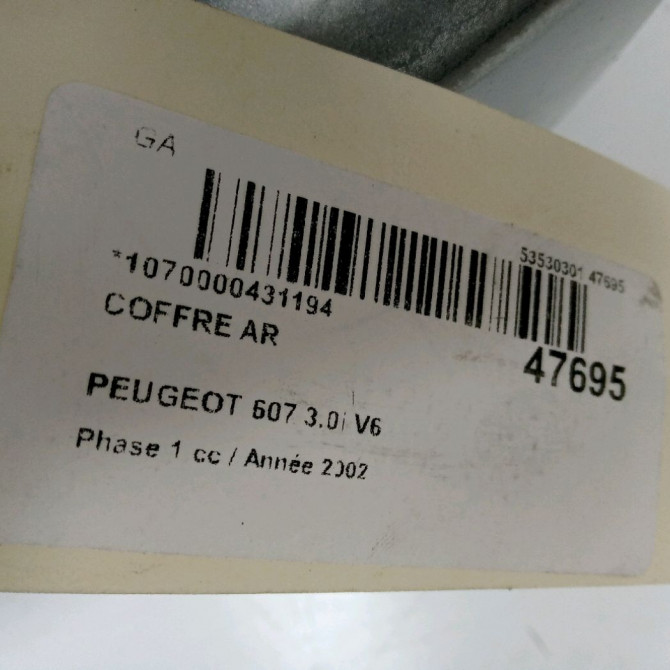 GA
53530301 47695
*1070000431194
COFFRE AR
47695
PEUGEOT 607 3.0i V6
Phase 1 cc / Année 2002